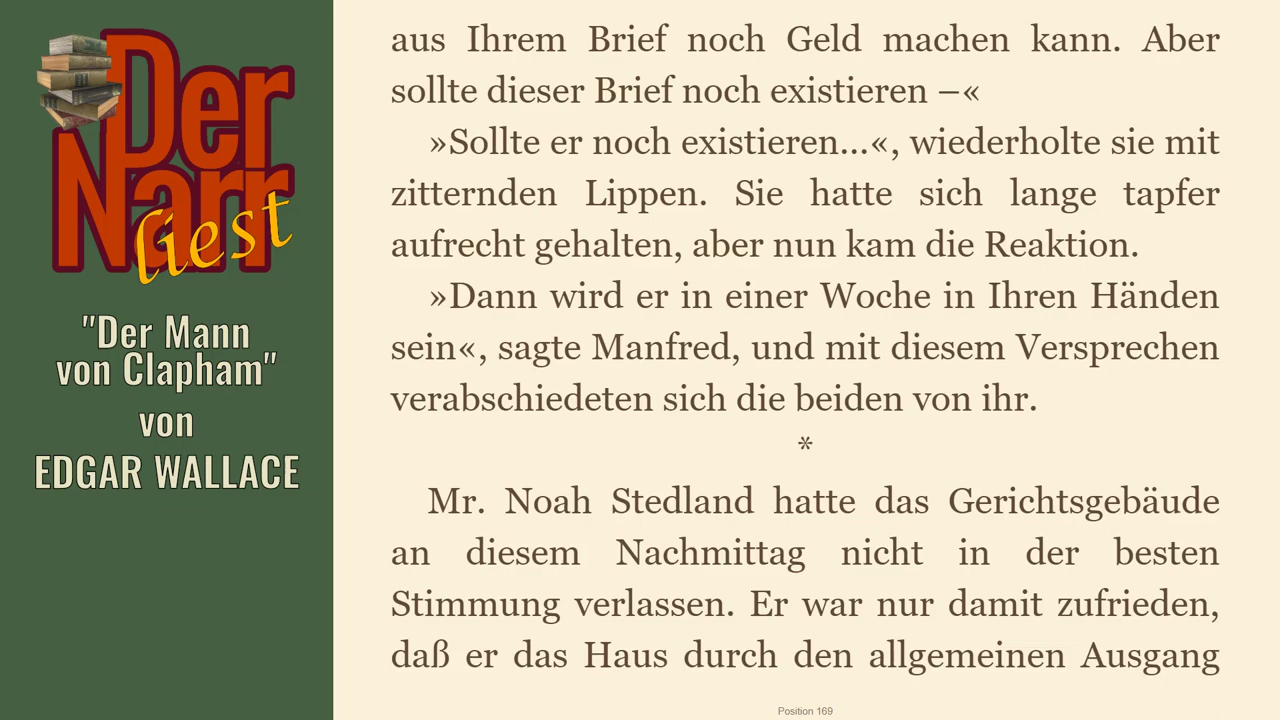 Der
Narr
liest
"Der Mann
von Clapham"
von
EDGAR WALLACE
aus Ihrem Brief noch Geld machen kann. Aber
sollte dieser Brief noch existieren –«
»Sollte er noch existieren...«, wiederholte sie mit
zitternden Lippen. Sie hatte sich lange tapfer
aufrecht gehalten, aber nun kam die Reaktion.
»Dann wird er in einer Woche in Ihren Händen
sein«, sagte Manfred, und mit diesem Versprechen
verabschiedeten sich die beiden von ihr.
*
Mr. Noah Stedland hatte das Gerichtsgebäude
an diesem Nachmittag nicht in der besten
Stimmung verlassen. Er war nur damit zufrieden,
daß er das Haus durch den allgemeinen Ausgang
Position 169